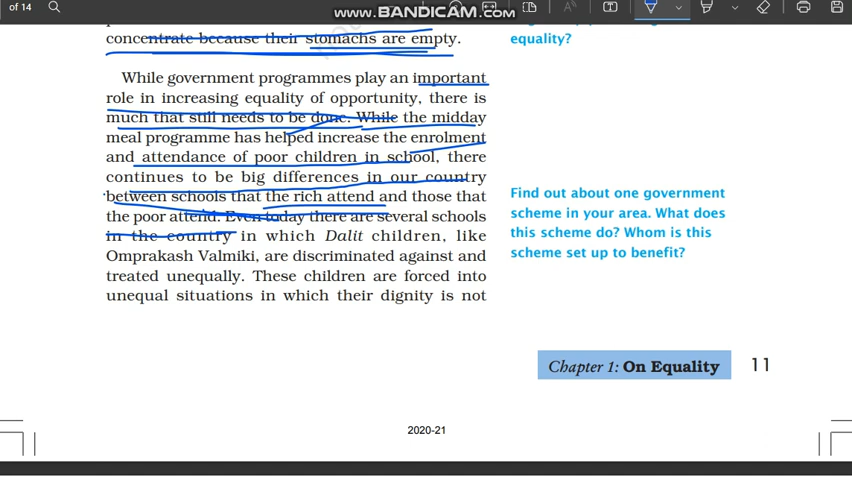 of 14
www.BANDICAM.com
concentrate because their stomachs are empty.
equality?
While government programmes play an important
role in increasing equality of opportunity, there is
much that still needs to be done. While the midday
meal programme has helped increase the enrolment
and attendance of poor children in school, there
continues to be big differences in our country
between schools that the rich attend and those that
the poor attend. Even today there are several schools
in the country in which Dalit children, like
Omprakash Valmiki, are discriminated against and
treated unequally. These children are forced into
unequal situations in which their dignity is not
Find out about one government
scheme in your area. What does
this scheme do? Whom is this
scheme set up to benefit?
Chapter 1: On Equality 11
2020-21